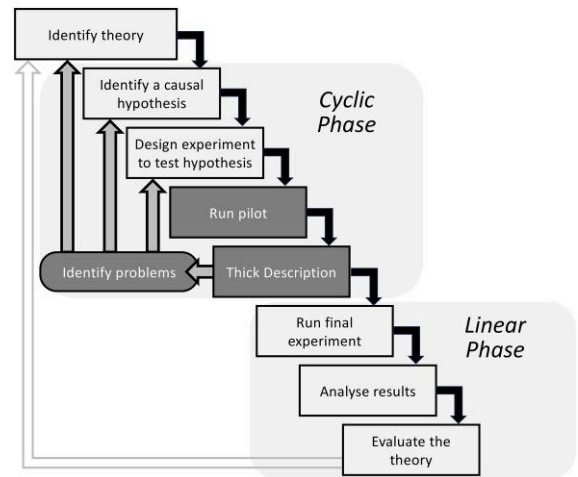 Identify theory
Identify a causal
hypothesis
Cyclic
Phase
Design experiment
to test hypothesis
Run pilot
Identify problems
Thick Description
Run final
experiment
Linear
Phase
Analyse results
Evaluate the
theory